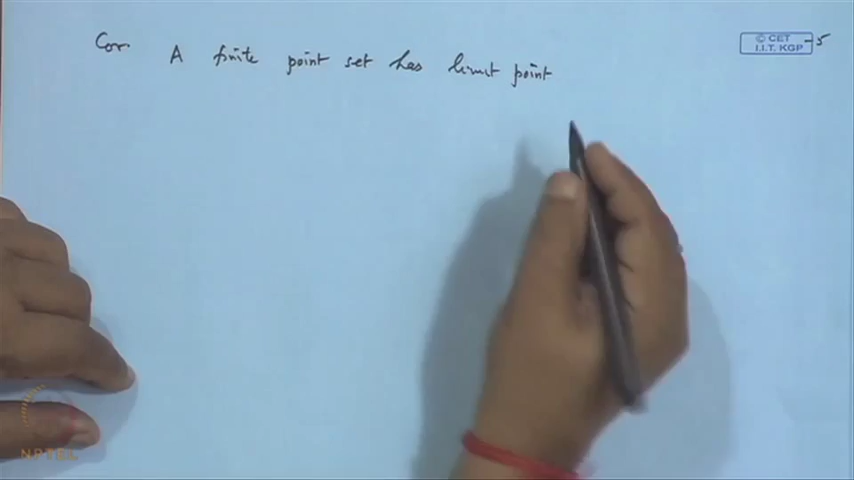 Cor. A finite point set has limit point
© CET
I.I.T. KGP
-5
NPTEL